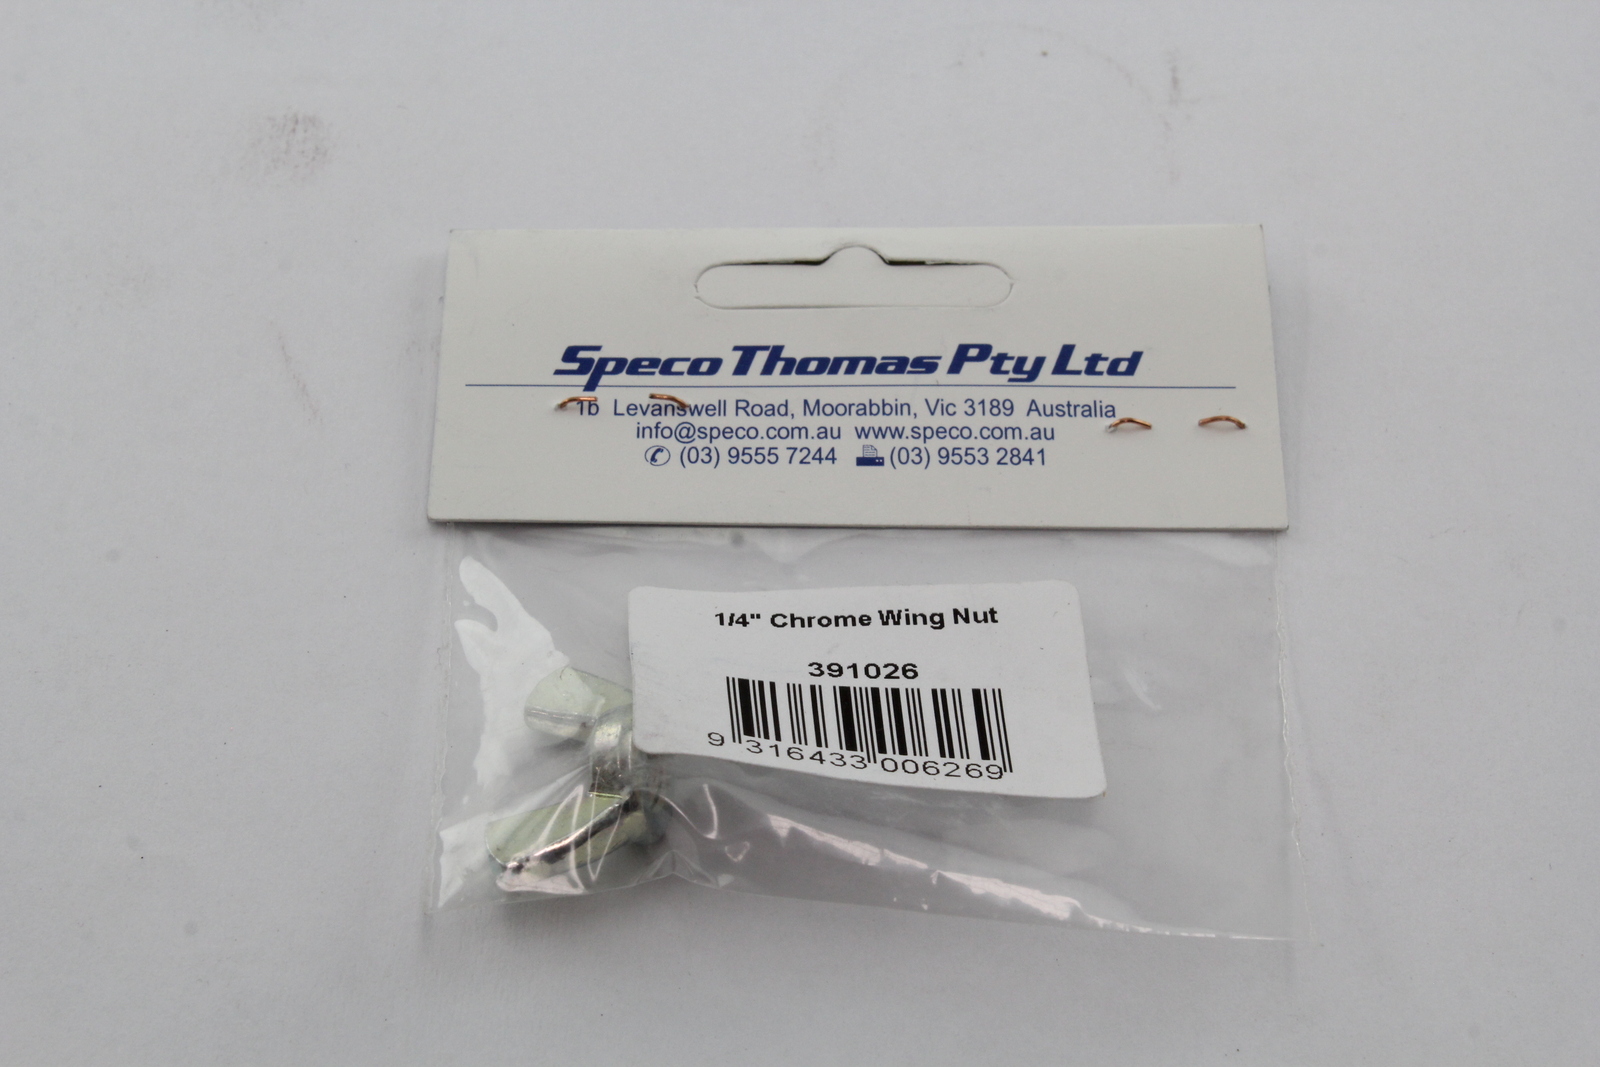 Speco Thomas Pty Ltd
1b Levanswell Road, Moorabbin, Vic 3189 Australia
info@speco.com.au www.speco.com.au
(03) 9555 7244 (03) 9553 2841
1/4" Chrome Wing Nut
391026
9 316433 006269